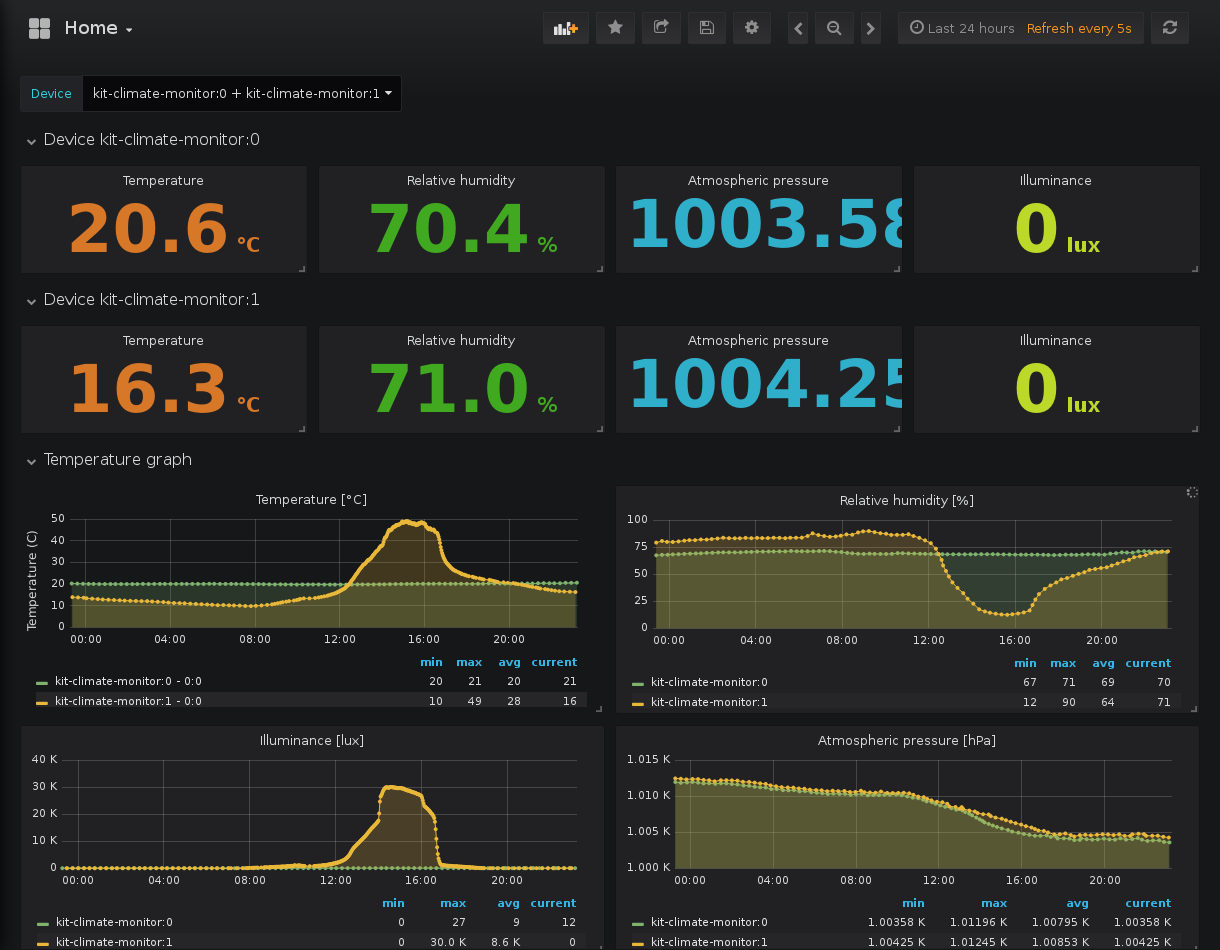 Home
Last 24 hours Refresh every 5s
Device kit-climate-monitor:0 + kit-climate-monitor:1
Device kit-climate-monitor:0
Temperature Relative humidity Atmospheric pressure Illuminance
20.6 °C 70.4 % 1003.58 0 lux
Device kit-climate-monitor:1
Temperature Relative humidity Atmospheric pressure Illuminance
16.3 °C 71.0 % 1004.25 0 lux
Temperature graph
Temperature [°C]
Temperature (C)
50
40
30
20
10
0
00:00 04:00 08:00 12:00 16:00 20:00
min max avg current
kit-climate-monitor:0 - 0:0 20 21 20 21
kit-climate-monitor:1 - 0:0 10 49 28 16
Relative humidity [%]
100
75
50
25
0
00:00 04:00 08:00 12:00 16:00 20:00
min max avg current
kit-climate-monitor:0 67 71 69 70
kit-climate-monitor:1 12 90 64 71
Illuminance [lux]
40 K
30 K
20 K
10 K
0
00:00 04:00 08:00 12:00 16:00 20:00
min max avg current
kit-climate-monitor:0 0 27 9 12
kit-climate-monitor:1 0 30.0 K 8.6 K 0
Atmospheric pressure [hPa]
1.015 K
1.010 K
1.005 K
1.000 K
00:00 04:00 08:00 12:00 16:00 20:00
min max avg current
kit-climate-monitor:0 1.00358 K 1.01196 K 1.00795 K 1.00358 K
kit-climate-monitor:1 1.00425 K 1.01245 K 1.00853 K 1.00425 K